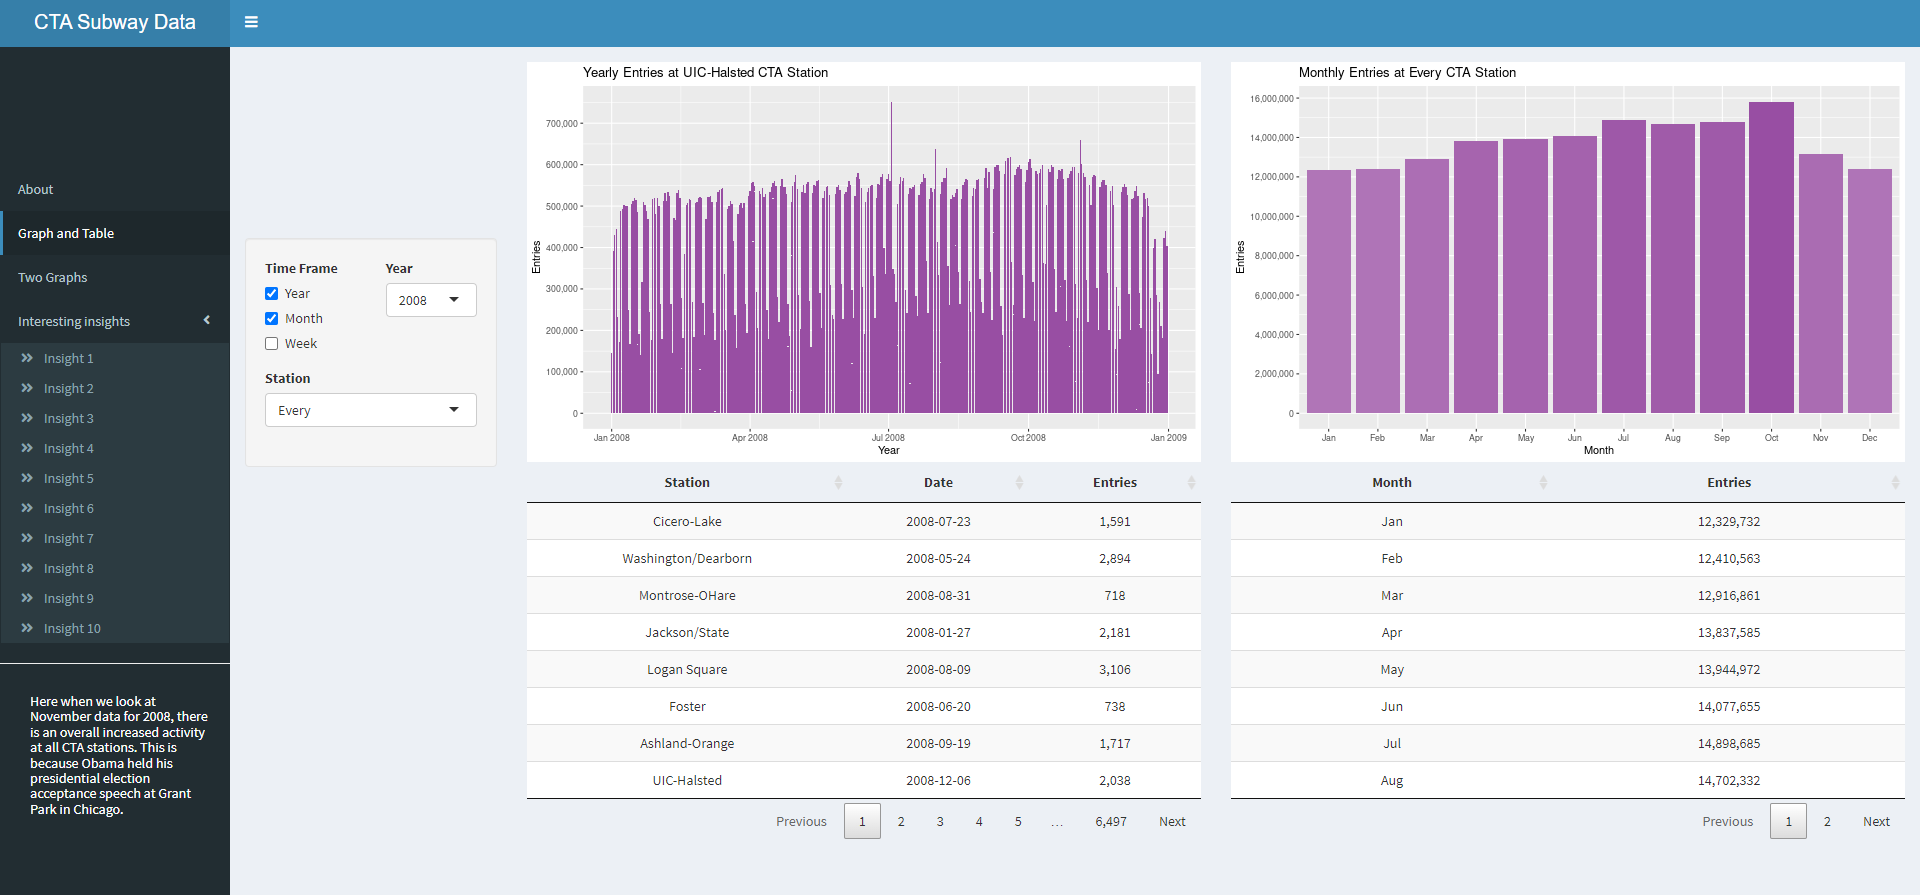 CTA Subway Data
About
Graph and Table
Two Graphs
Interesting insights
Insight 1
Insight 2
Insight 3
Insight 4
Insight 5
Insight 6
Insight 7
Insight 8
Insight 9
Insight 10
Here when we look at
November data for 2008, there
is an overall increased activity
at all CTA stations. This is
because Obama held his
presidential election
acceptance speech at Grant
Park in Chicago.
Time Frame
Year
Month
Week
Year
2008
Station
Every
Yearly Entries at UIC-Halsted CTA Station
Entries
700,000
600,000
500,000
400,000
300,000
200,000
100,000
0
Jan 2008 Apr 2008 Jul 2008 Oct 2008 Jan 2009
Year
Monthly Entries at Every CTA Station
Entries
16,000,000
14,000,000
12,000,000
10,000,000
8,000,000
6,000,000
4,000,000
2,000,000
0
Jan Feb Mar Apr May Jun Jul Aug Sep Oct Nov Dec
Month
Station Date Entries
Cicero-Lake 2008-07-23 1,591
Washington/Dearborn 2008-05-24 2,894
Montrose-OHare 2008-08-31 718
Jackson/State 2008-01-27 2,181
Logan Square 2008-08-09 3,106
Foster 2008-06-20 738
Ashland-Orange 2008-09-19 1,717
UIC-Halsted 2008-12-06 2,038
Previous 1 2 3 4 5 … 6,497 Next
Month Entries
Jan 12,329,732
Feb 12,410,563
Mar 12,916,861
Apr 13,837,585
May 13,944,972
Jun 14,077,655
Jul 14,898,685
Aug 14,702,332
Previous 1 2 Next